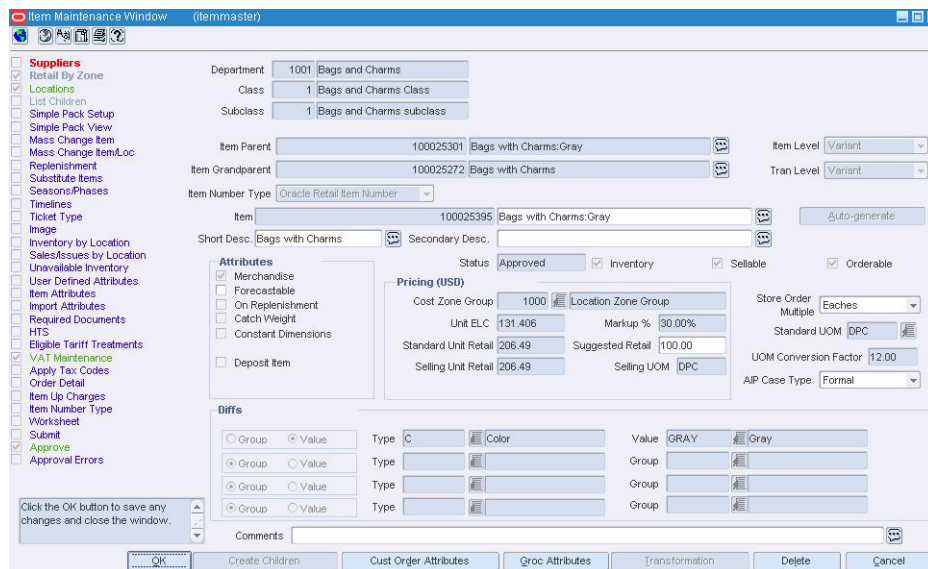 Item Maintenance Window (itemmaster)
Suppliers
Retail By Zone
Locations
List Children
Simple Pack Setup
Simple Pack View
Mass Change Item
Mass Change Item/Loc
Replenishment
Substitute Items
Seasons/Phases
Timelines
Ticket Type
Image
Inventory by Location
Sales/Issues by Location
Unavailable Inventory
User Defined Attributes
Item Attributes
Import Attributes
Required Documents
HTS
Eligible Tariff Treatments
VAT Maintenance
Apply Tax Codes
Order Detail
Item Up Charges
Item Number Type
Worksheet
Submit
Approve
Approval Errors
Click the OK button to save any
changes and close the window.
Department 1001 Bags and Charms
Class 1 Bags and Charms Class
Subclass 1 Bags and Charms subclass
Item Parent 100025301 Bags with Charms:Gray Item Level Variant
Item Grandparent 100025272 Bags with Charms Tran Level Variant
Item Number Type Oracle Retail Item Number
Item 100025395 Bags with Charms:Gray Auto-generate
Short Desc. Bags with Charms Secondary Desc.
Status Approved Inventory Sellable Orderable
Attributes
Merchandise
Forecastable
On Replenishment
Catch Weight
Constant Dimensions
Deposit Item
Pricing (USD)
Cost Zone Group 1000 Location Zone Group
Unit ELC 131.406 Markup % 30.00%
Standard Unit Retail 206.49 Suggested Retail 100.00
Selling Unit Retail 206.49 Selling UOM DPC
Store Order
Multiple Eaches
Standard UOM DPC
UOM Conversion Factor 12.00
AIP Case Type Formal
Diffs
Group Value Type C Color Value GRAY Gray
Group Value Type Group
Group Value Type Group
Group Value Type Group
Comments
OK Create Children Cust Order Attributes Groc Attributes Transformation Delete Cancel